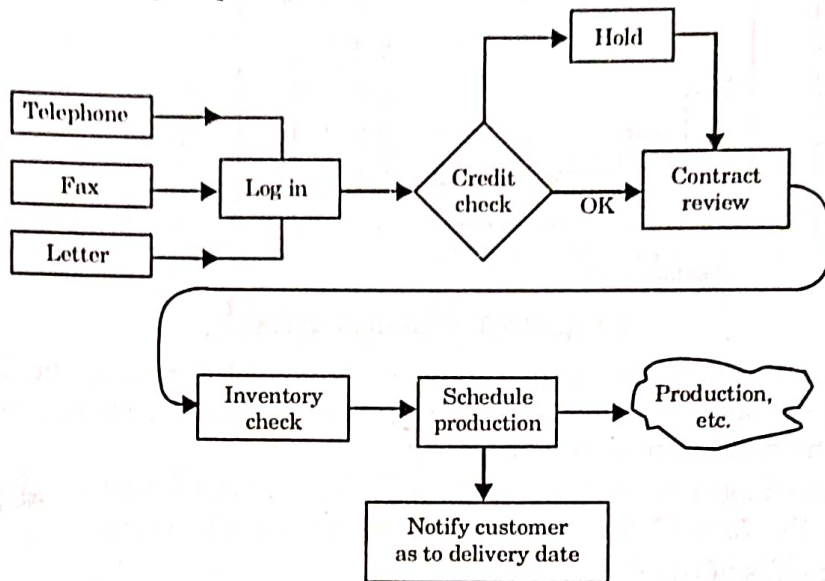 Hold
Telephone
Fax
Letter
Log in
Credit
check
OK
Contract
review
Inventory
check
Schedule
production
Production,
etc.
Notify customer
as to delivery date